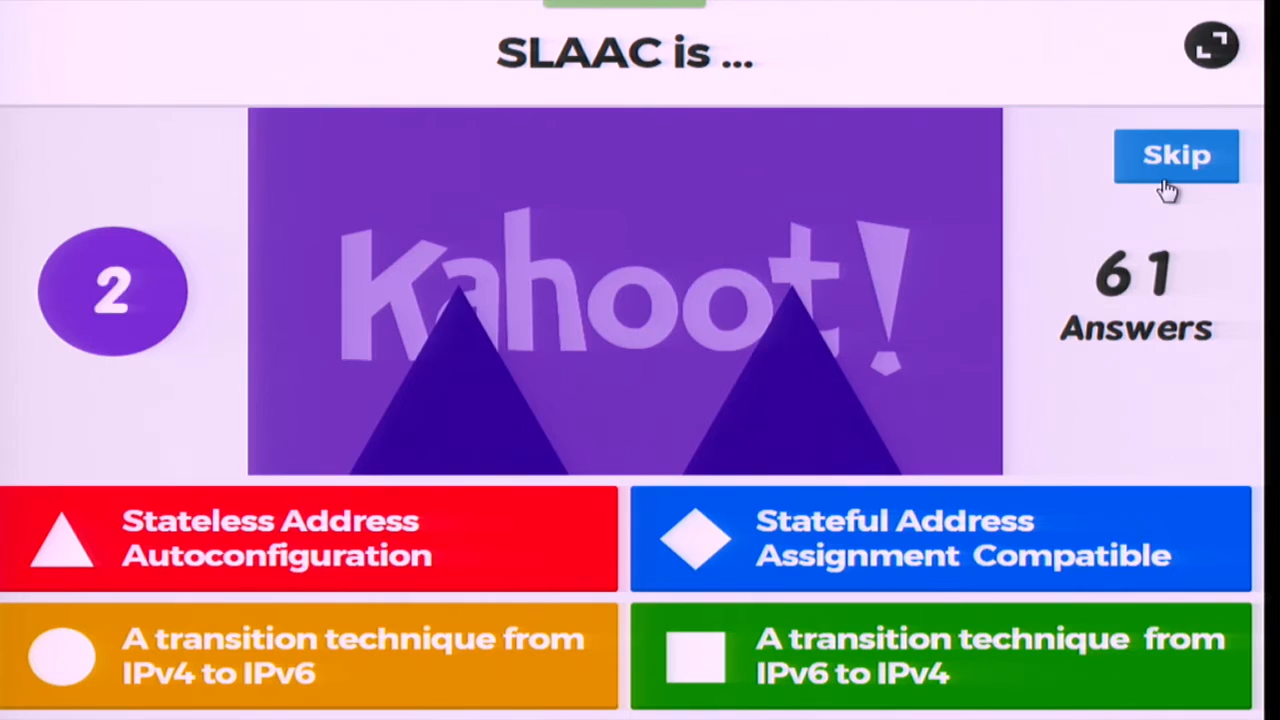 SLAAC is ...
Skip
Kahoot!
2
61
Answers
Stateless Address
Autoconfiguration
Stateful Address
Assignment Compatible
A transition technique from
IPv4 to IPv6
A transition technique from
IPv6 to IPv4